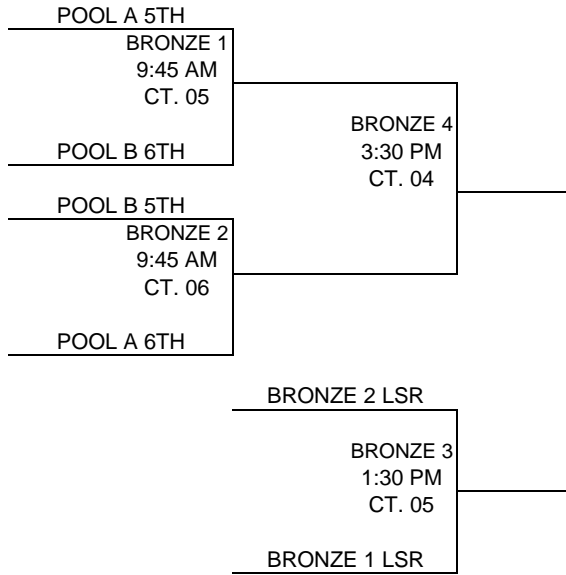 POOL A 5TH
BRONZE 1
9:45 AM
CT. 05
POOL B 6TH
BRONZE 4
3:30 PM
CT. 04
POOL B 5TH
BRONZE 2
9:45 AM
CT. 06
POOL A 6TH
BRONZE 2 LSR
BRONZE 3
1:30 PM
CT. 05
BRONZE 1 LSR